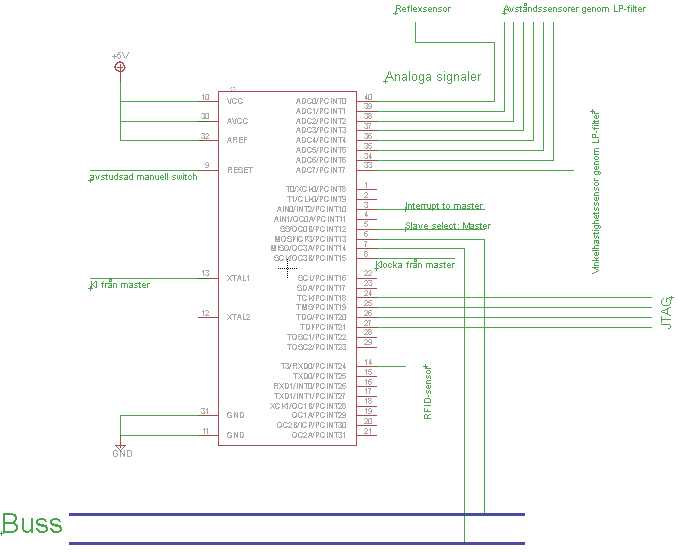 Reflexsensor
Avståndssensorer genom LP-filter
+5V
Analoga signaler
10 VCC
30 AVCC
32 AREF
9 RESET
avstudsad manuell switch
13 XTAL1
Kl från master
12 XTAL2
31 GND
11 GND
GND
ADC0/PCINT0 40
ADC1/PCINT1 39
ADC2/PCINT2 38
ADC3/PCINT3 37
ADC4/PCINT4 36
ADC5/PCINT5 35
ADC6/PCINT6 34
ADC7/PCINT7 33
T0/XCK0/PCINT8 1
T1/CLK0/PCINT9 2
AIN0/INT2/PCINT10 3
AIN1/OC0A/PCINT11 4
SS/OC0B/PCINT12 5
MOSI/ICP3/PCINT13 6
MISO/OC3A/PCINT14 7
SCK/OC3B/PCINT15 8
SCL/PCINT16 22
SDA/PCINT17 23
TCK/PCINT18 24
TMS/PCINT19 25
TDO/PCINT20 26
TDI/PCINT21 27
TOSC1/PCINT22 28
TOSC2/PCINT23 29
T3/RXD0/PCINT24 14
TXD0/PCINT25 15
RXD1/INT0/PCINT26 16
TXD1/INT1/PCINT27 17
XCK1/OC1B/PCINT28 18
OC1A/PCINT29 19
OC2B/ICP/PCINT30 20
OC2A/PCINT31 21
Interrupt to master
Slave select: Master
Klocka från master
Vinkelhastighetssensor genom LP-filter
JTAG
RFID-sensor
Buss